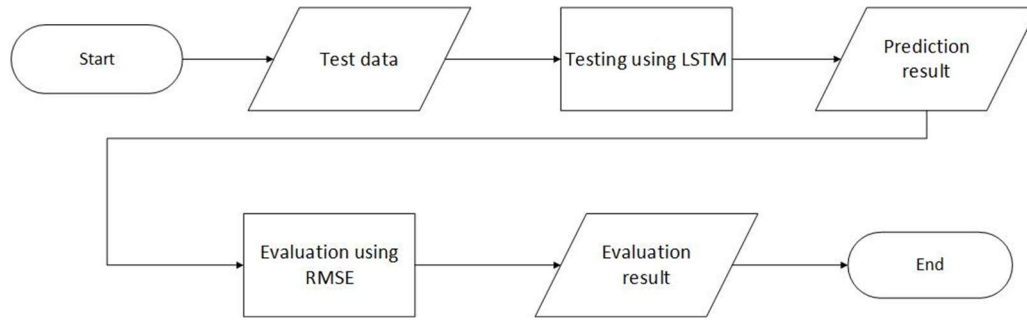 Start
Test data
Testing using LSTM
Prediction
result
Evaluation using
RMSE
Evaluation
result
End